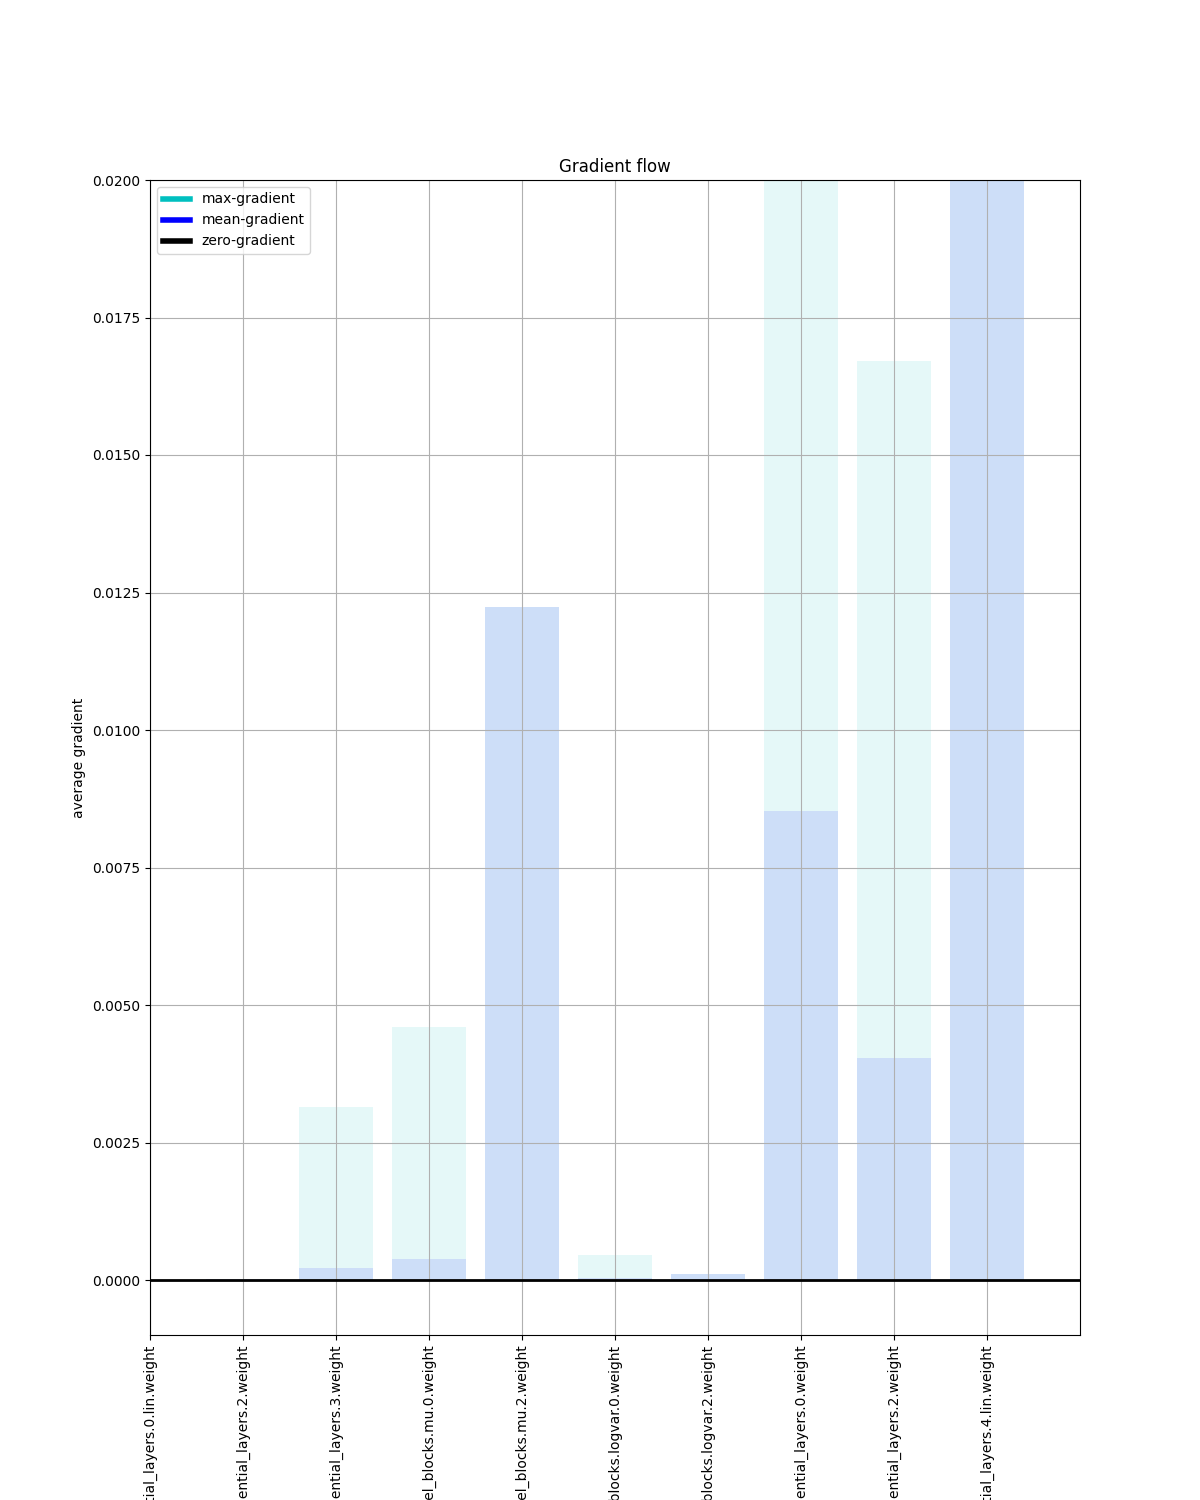 Gradient flow
max-gradient
mean-gradient
zero-gradient
0.0200
0.0175
0.0150
0.0125
0.0100
0.0075
0.0050
0.0025
0.0000
average gradient
tial_layers.0.lin.weight
ential_layers.2.weight
ential_layers.3.weight
el_blocks.mu.0.weight
el_blocks.mu.2.weight
blocks.logvar.0.weight
blocks.logvar.2.weight
ential_layers.0.weight
ential_layers.2.weight
tial_layers.4.lin.weight